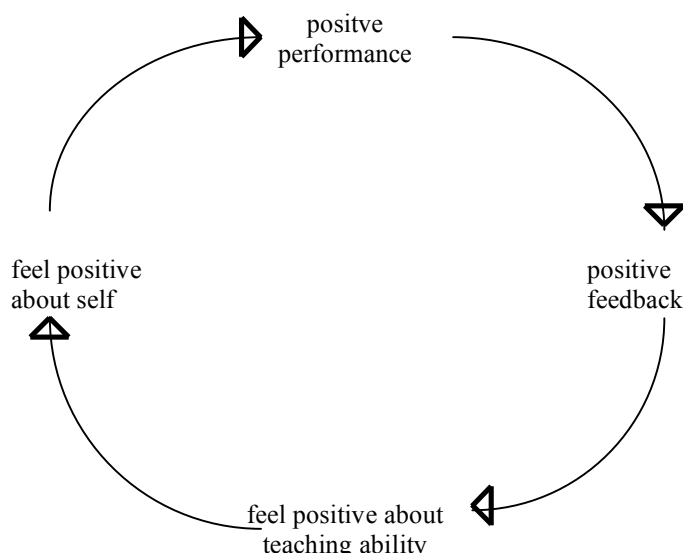 positve
performance
positive
feedback
feel positive about
teaching ability
feel positive
about self